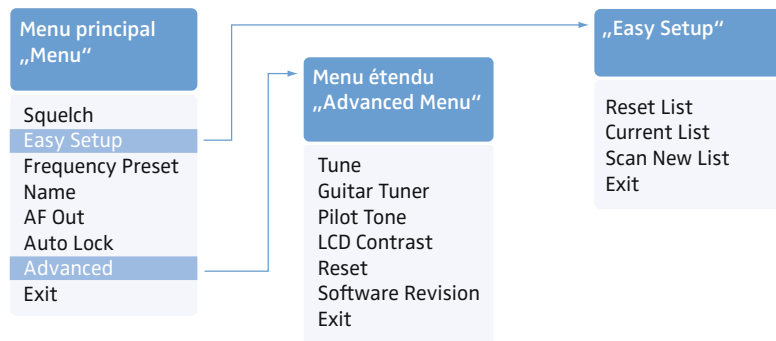 Menu principal
„Menu“
Squelch
Easy Setup
Frequency Preset
Name
AF Out
Auto Lock
Advanced
Exit
Menu étendu
„Advanced Menu“
Tune
Guitar Tuner
Pilot Tone
LCD Contrast
Reset
Software Revision
Exit
„Easy Setup“
Reset List
Current List
Scan New List
Exit